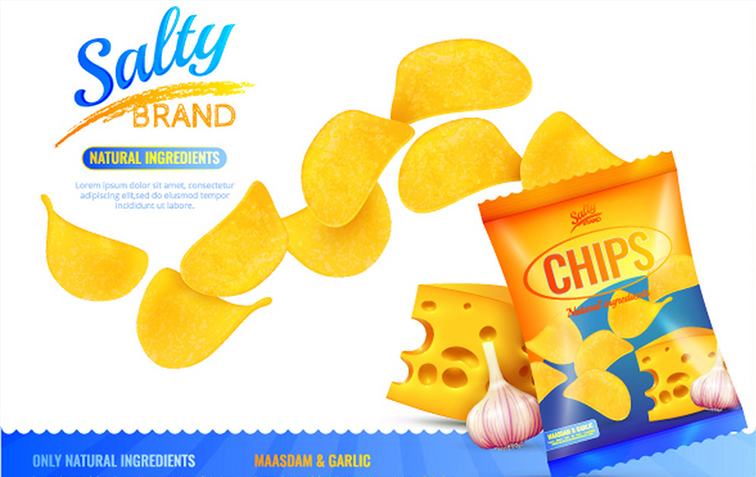 Salty
BRAND
NATURAL INGREDIENTS
Lorem ipsum dolor sit amet, consectetur
adipiscing elit,sed do eiusmod tempor
incididunt ut labore.
Salty
BRAND
CHIPS
Natural ingredients
MAASDAM & GARLIC
ONLY NATURAL INGREDIENTS
MAASDAM & GARLIC